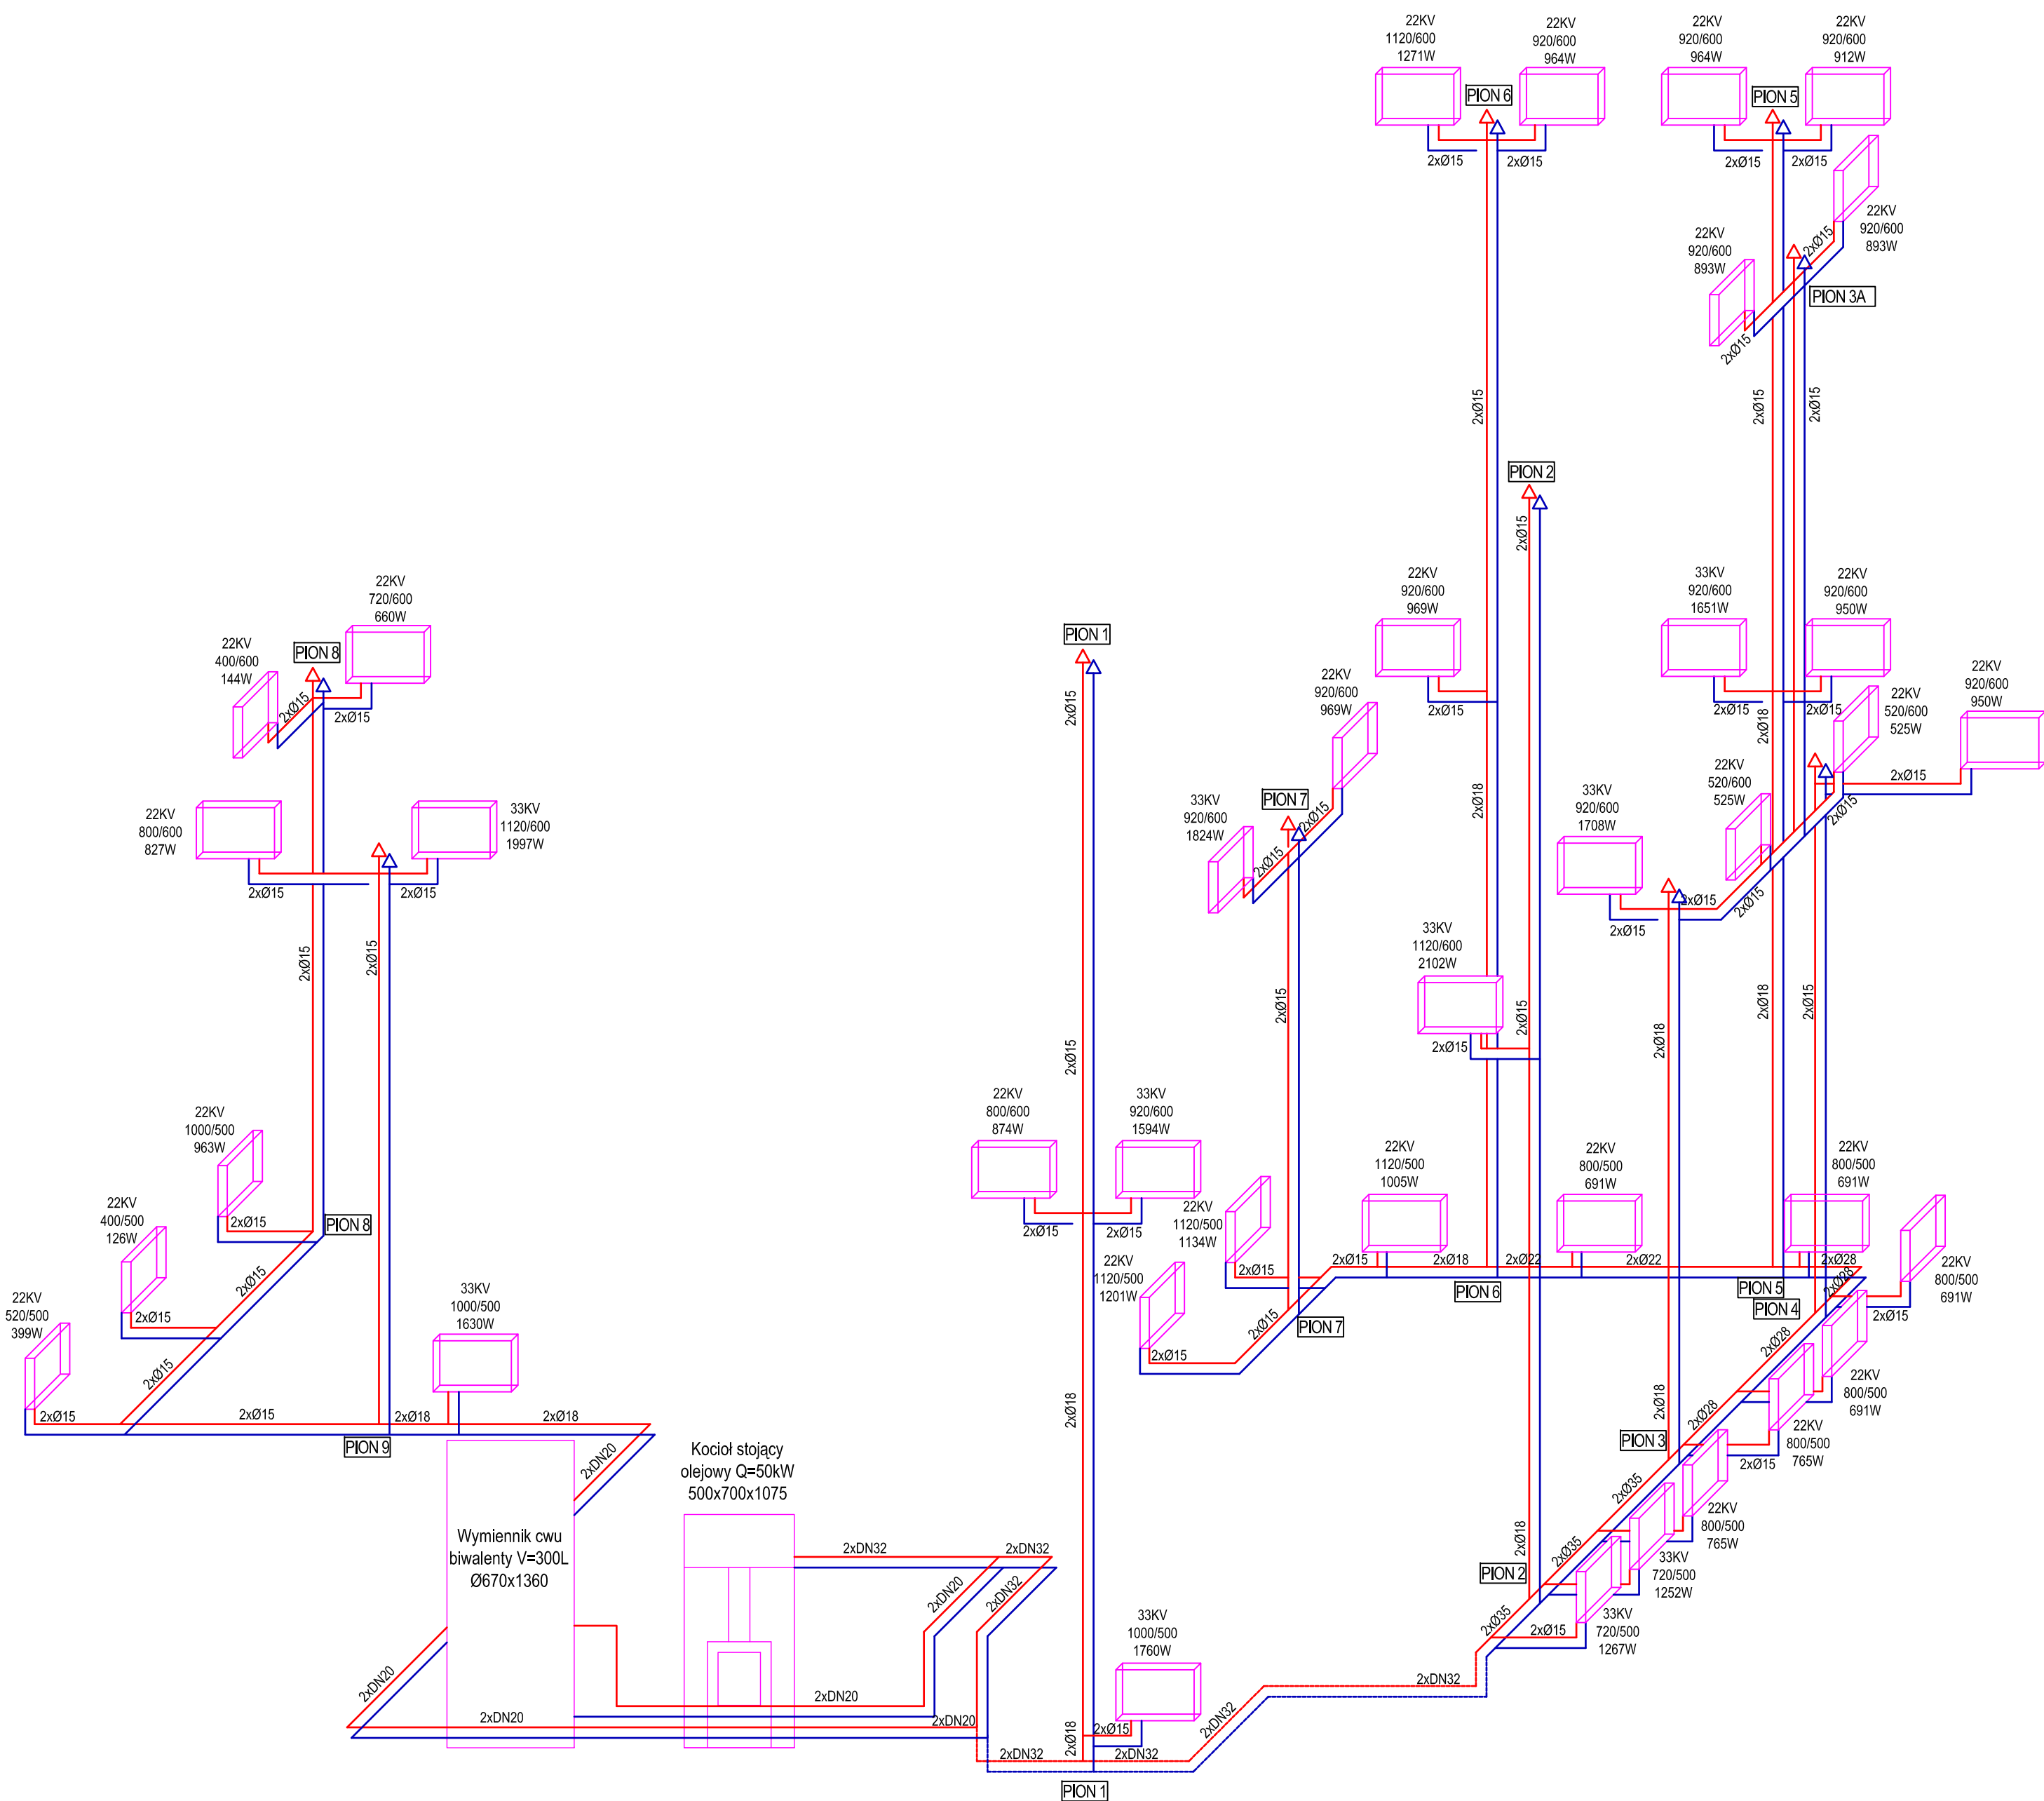 22KV
1120/600
1271W
22KV
920/600
964W
22KV
920/600
964W
22KV
920/600
912W
PION 6
PION 5
2xØ15
2xØ15
2xØ15
2xØ15
22KV
920/600
893W
22KV
920/600
893W
2xØ15
PION 3A
2xØ15
2xØ15
2xØ15
2xØ15
PION 2
2xØ15
22KV
720/600
660W
22KV
400/600
144W
PION 8
2xØ15
2xØ15
PION 1
2xØ15
22KV
920/600
969W
2xØ15
33KV
920/600
1651W
22KV
920/600
950W
2xØ15
2xØ15
2xØ18
22KV
520/600
525W
22KV
920/600
950W
2xØ15
2xØ15
22KV
920/600
969W
33KV
920/600
1824W
PION 7
2xØ15
2xØ15
2xØ18
22KV
520/600
525W
33KV
920/600
1708W
2xØ15
2xØ15
2xØ15
22KV
800/600
827W
33KV
1120/600
1997W
2xØ15
2xØ15
2xØ15
2xØ15
33KV
1120/600
2102W
2xØ15
2xØ15
2xØ15
2xØ15
2xØ18
2xØ18
2xØ15
22KV
1000/500
963W
2xØ15
PION 8
22KV
400/500
126W
2xØ15
2xØ15
22KV
520/500
399W
2xØ15
2xØ15
2xØ15
2xØ18
2xØ18
33KV
1000/500
1630W
PION 9
2xDN20
22KV
800/600
874W
33KV
920/600
1594W
2xØ15
2xØ15
22KV
1120/500
1134W
2xØ15
22KV
1120/500
1201W
2xØ15
2xØ15
PION 7
22KV
1120/500
1005W
22KV
800/500
691W
22KV
800/500
691W
2xØ15
2xØ18
2xØ22
2xØ22
2xØ28
PION 6
PION 5
PION 4
2xØ28
22KV
800/500
691W
2xØ15
2xØ28
22KV
800/500
691W
2xØ28
22KV
800/500
765W
2xØ15
2xØ18
2xØ18
PION 3
2xØ35
22KV
800/500
765W
2xØ18
2xØ35
33KV
720/500
1252W
PION 2
2xØ35
2xØ15
33KV
720/500
1267W
Kocioł stojący
olejowy Q=50kW
500x700x1075
Wymiennik cwu
biwalenty V=300L
Ø670x1360
2xDN32
2xDN32
2xDN20
2xDN32
2xDN20
2xDN20
2xDN20
2xDN20
33KV
1000/500
1760W
2xØ15
2xØ18
2xDN32
2xDN32
2xDN32
2xDN32
PION 1